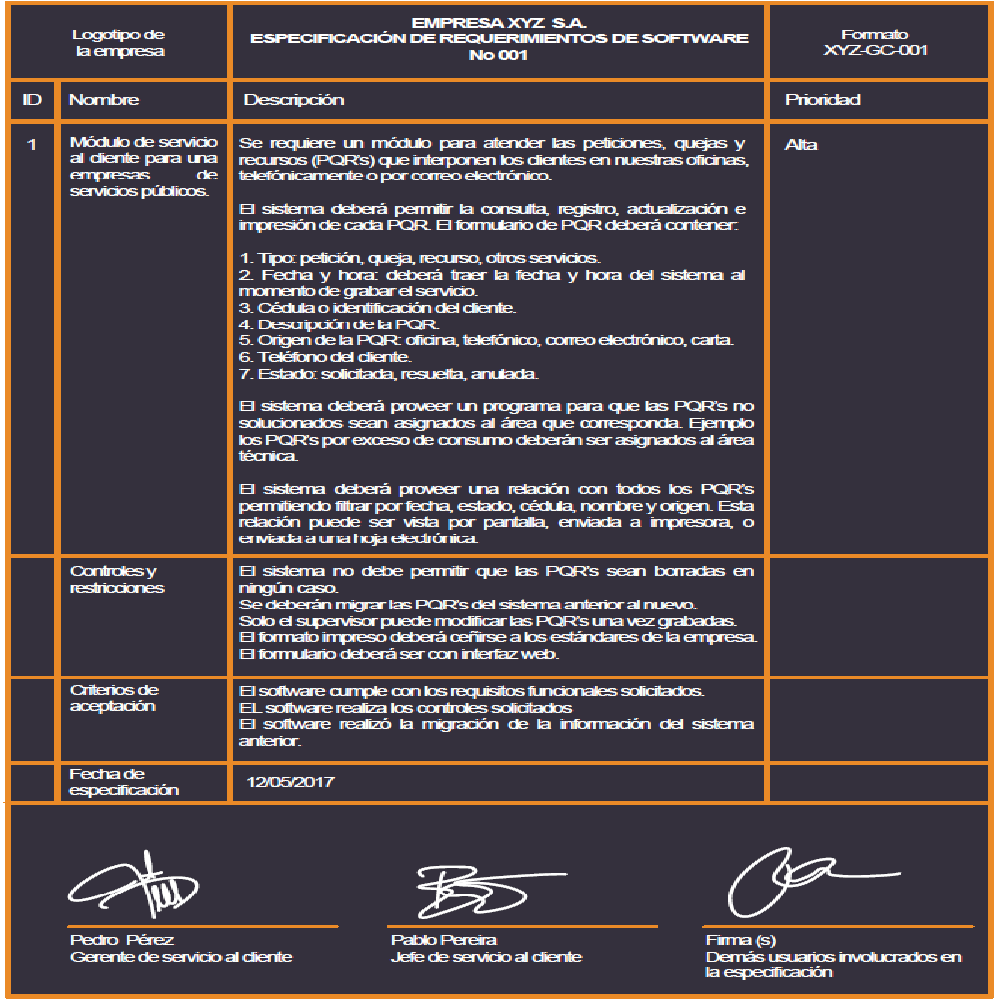 Logotipo de
la empresa
EMPRESA XYZ S.A.
ESPECIFICACIÓN DE REQUERIMIENTOS DE SOFTWARE
No 001
Formato
XYZ-GC-001
ID
Nombre
Descripción
Prioridad
1
Módulo de servicio
al cliente para una
empresas de
servicios públicos.
Se requiere un módulo para atender las peticiones, quejas y
recursos (PQR's) que interponen los clientes en nuestras oficinas,
telefónicamente o por correo electrónico.
El sistema deberá permitir la consulta, registro, actualización e
impresión de cada PQR. El formulario de PQR deberá contener:
1. Tipo: petición, queja, recurso, otros servicios.
2. Fecha y hora: deberá traer la fecha y hora del sistema al
momento de grabar el servicio.
3. Cédula o identificación del cliente.
4. Descripción de la PQR.
5. Origen de la PQR: oficina, telefónico, correo electrónico, carta.
6. Teléfono del cliente.
7. Estado: solicitada, resuelta, anulada.
El sistema deberá proveer un programa para que las PQR's no
solucionados sean asignados al área que corresponda. Ejemplo
los PQR's por exceso de consumo deberán ser asignados al área
técnica.
El sistema deberá proveer una relación con todos los PQR's
permitiendo filtrar por fecha, estado, cédula, nombre y origen. Esta
relación puede ser vista por pantalla, enviada a impresora, o
enviada a una hoja electrónica.
Alta
Controles y
restricciones
El sistema no debe permitir que las PQR's sean borradas en
ningún caso.
Se deberán migrar las PQR's del sistema anterior al nuevo.
Solo el supervisor puede modificar las PQR's una vez grabadas.
El formato impreso deberá ceñirse a los estándares de la empresa.
El formulario deberá ser con interfaz web.
Criterios de
aceptación
El software cumple con los requisitos funcionales solicitados.
EL software realiza los controles solicitados
El software realizó la migración de la información del sistema
anterior.
Fecha de
especificación
12/05/2017
Pedro Pérez
Gerente de servicio al cliente
Pablo Pereira
Jefe de servicio al cliente
Firma (s)
Demás usuarios involucrados en
la especificación